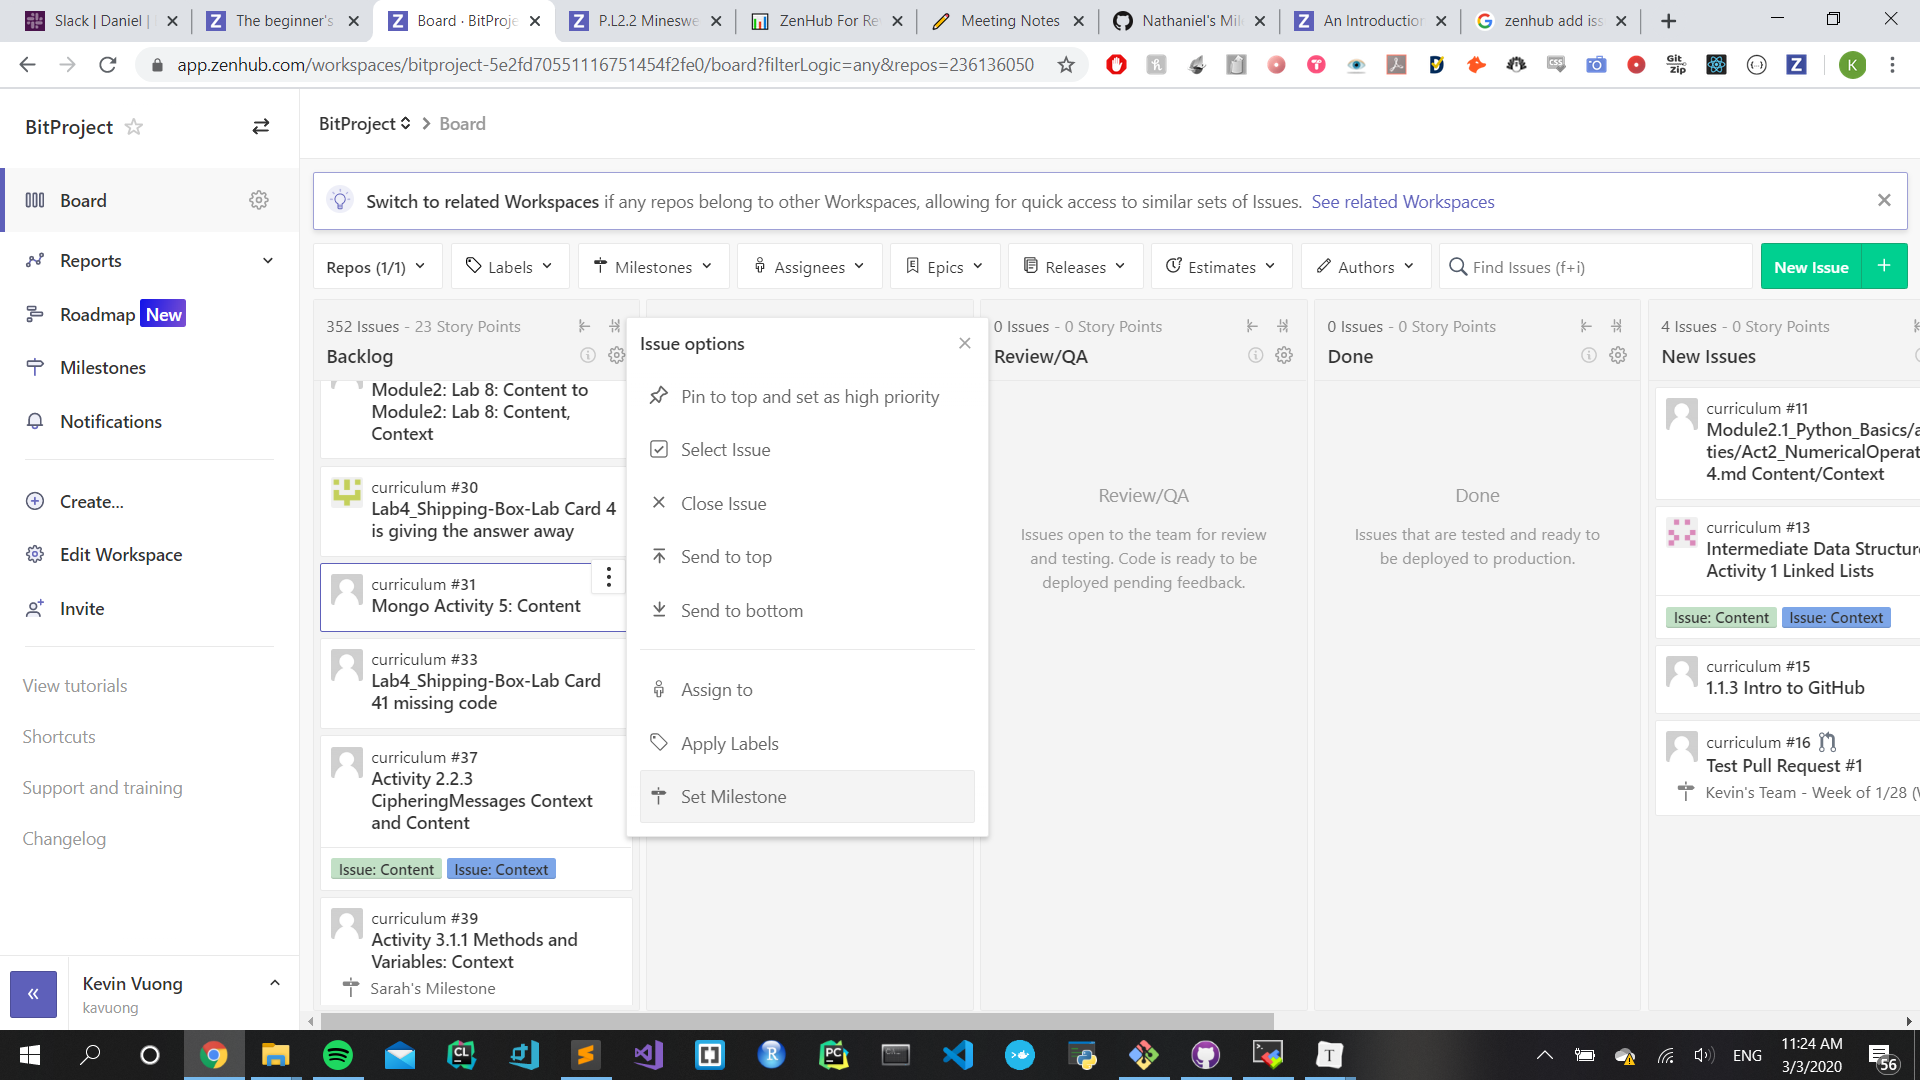 Slack | Daniel |
The beginner's
Board · BitProje
P.L2.2 Mineswe
ZenHub For Re
Meeting Notes
Nathaniel's Mil
An Introduction
zenhub add iss
app.zenhub.com/workspaces/bitproject-5e2fd70551116751454f2fe0/board?filterLogic=any&repos=236136050
BitProject
BitProject > Board
Board
Reports
Roadmap New
Milestones
Notifications
Create...
Edit Workspace
Invite
View tutorials
Shortcuts
Support and training
Changelog
Kevin Vuong
kavuong
Switch to related Workspaces if any repos belong to other Workspaces, allowing for quick access to similar sets of Issues. See related Workspaces
Repos (1/1)
Labels
Milestones
Assignees
Epics
Releases
Estimates
Authors
Find Issues (f+i)
New Issue +
352 Issues - 23 Story Points
Backlog
Module2: Lab 8: Content to
Module2: Lab 8: Content,
Context
curriculum #30
Lab4_Shipping-Box-Lab Card 4
is giving the answer away
curriculum #31
Mongo Activity 5: Content
curriculum #33
Lab4_Shipping-Box-Lab Card
41 missing code
curriculum #37
Activity 2.2.3
CipheringMessages Context
and Content
Issue: Content Issue: Context
curriculum #39
Activity 3.1.1 Methods and
Variables: Context
Sarah's Milestone
Issue options
Pin to top and set as high priority
Select Issue
Close Issue
Send to top
Send to bottom
Assign to
Apply Labels
Set Milestone
0 Issues - 0 Story Points
Review/QA
Review/QA
Issues open to the team for review
and testing. Code is ready to be
deployed pending feedback.
0 Issues - 0 Story Points
Done
Done
Issues that are tested and ready to
be deployed to production.
4 Issues - 0 Story Points
New Issues
curriculum #11
Module2.1_Python_Basics/a
ties/Act2_NumericalOperat
4.md Content/Context
curriculum #13
Intermediate Data Structure
Activity 1 Linked Lists
Issue: Content Issue: Context
curriculum #15
1.1.3 Intro to GitHub
curriculum #16
Test Pull Request #1
Kevin's Team - Week of 1/28 (
ENG
11:24 AM
3/3/2020
56